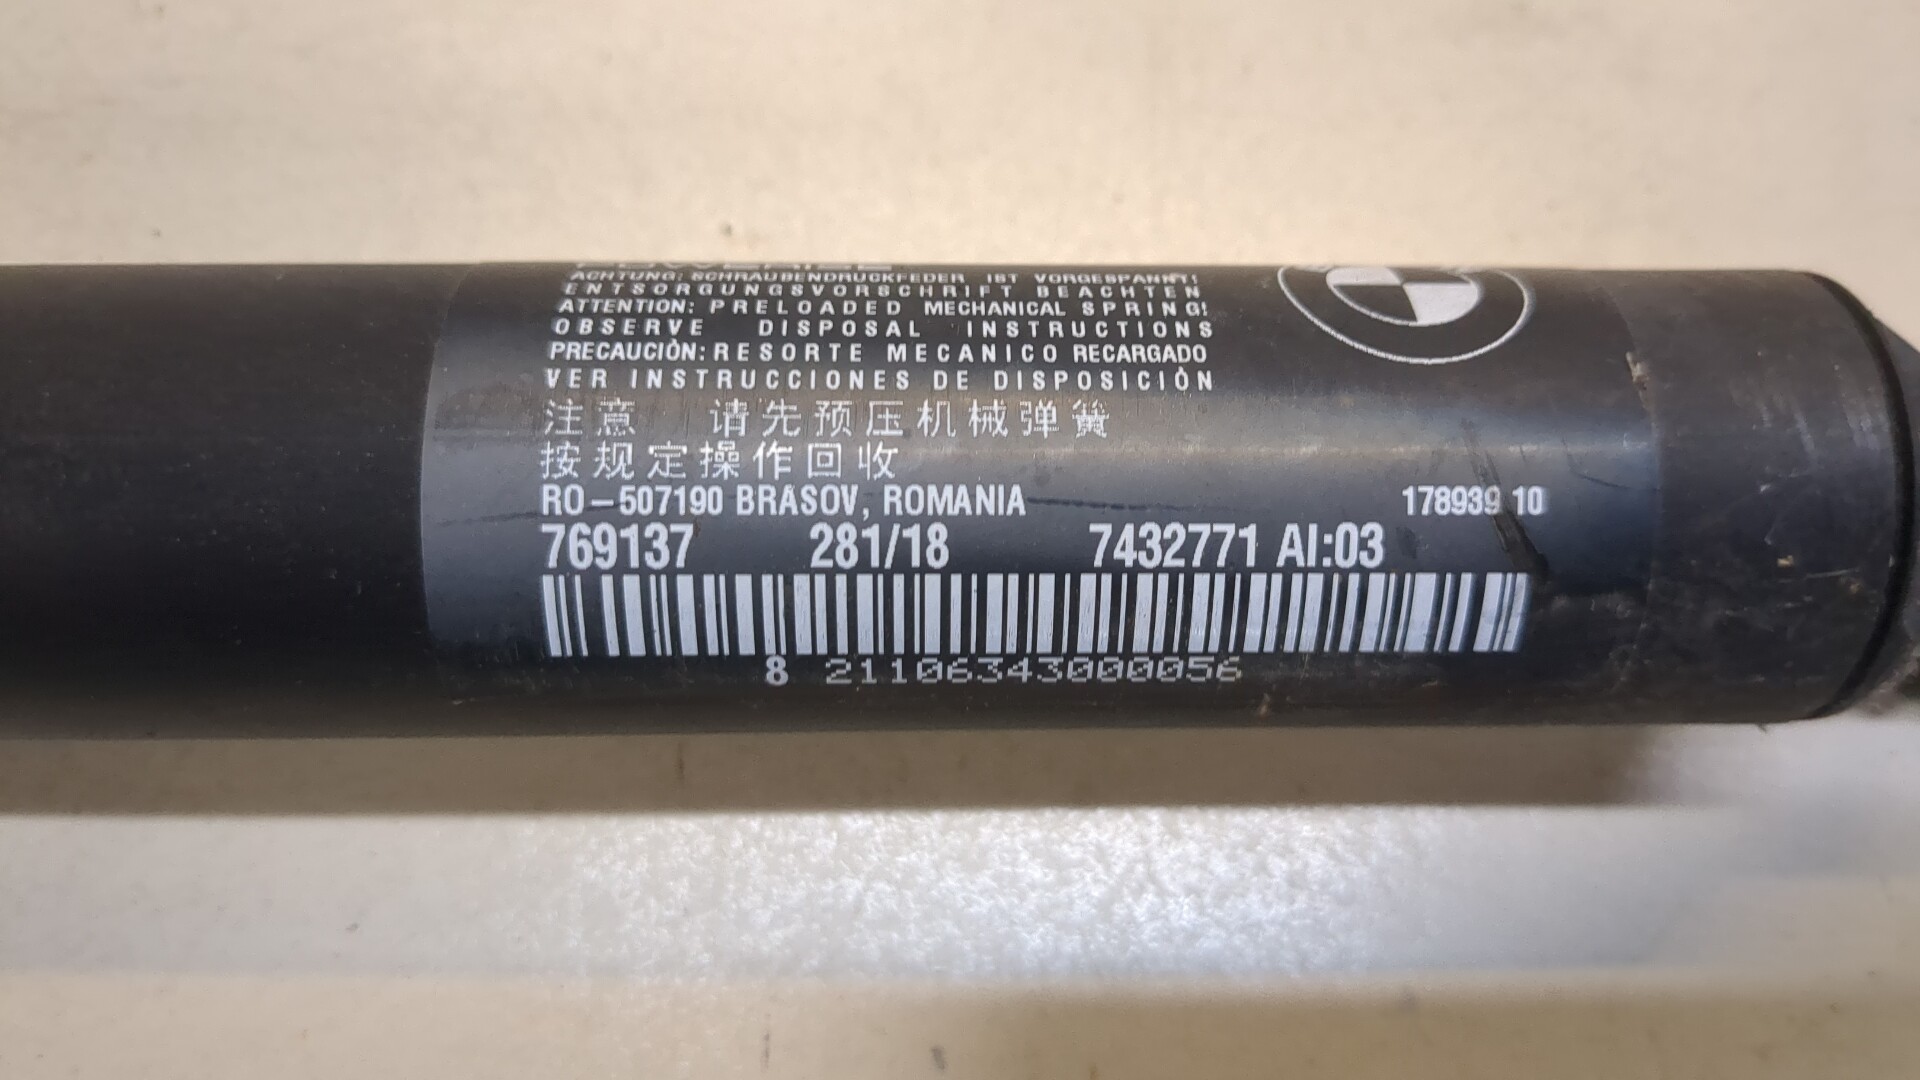 ACHTUNG: SCHRAUBENDRUCKFEDER IST VORGESPANNT!
ENTSORGUNGSVORSCHRIFT BEACHTEN
ATTENTION: PRELOADED MECHANICAL SPRING!
OBSERVE DISPOSAL INSTRUCTIONS
PRECAUCIÒN: RESORTE MECANICO RECARGADO
VER INSTRUCCIONES DE DISPOSICIÒN
注意 请先预压机械弹簧
按规定操作回收
RO-507190 BRASOV, ROMANIA 178939 10
769137 281/18 7432771 AI:03
8 21106343000056